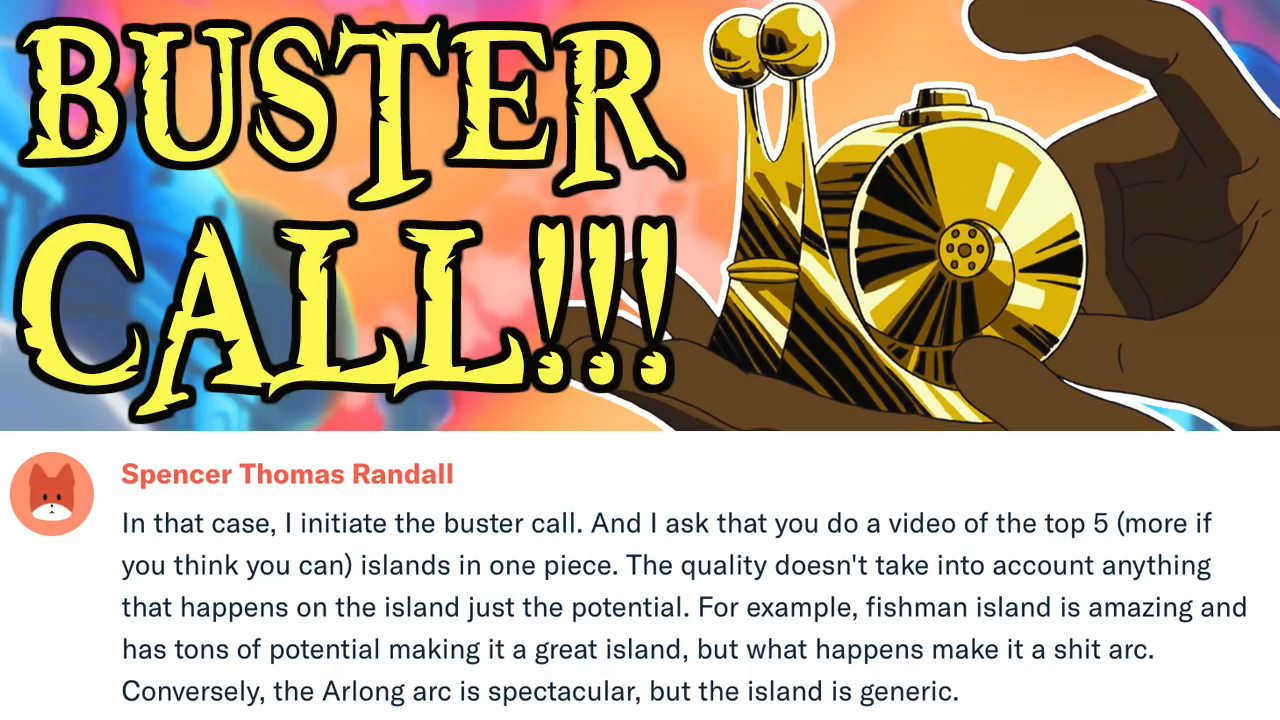 BUSTER
CALL!!!
Spencer Thomas Randall
In that case, I initiate the buster call. And I ask that you do a video of the top 5 (more if
you think you can) islands in one piece. The quality doesn't take into account anything
that happens on the island just the potential. For example, fishman island is amazing and
has tons of potential making it a great island, but what happens make it a shit arc.
Conversely, the Arlong arc is spectacular, but the island is generic.